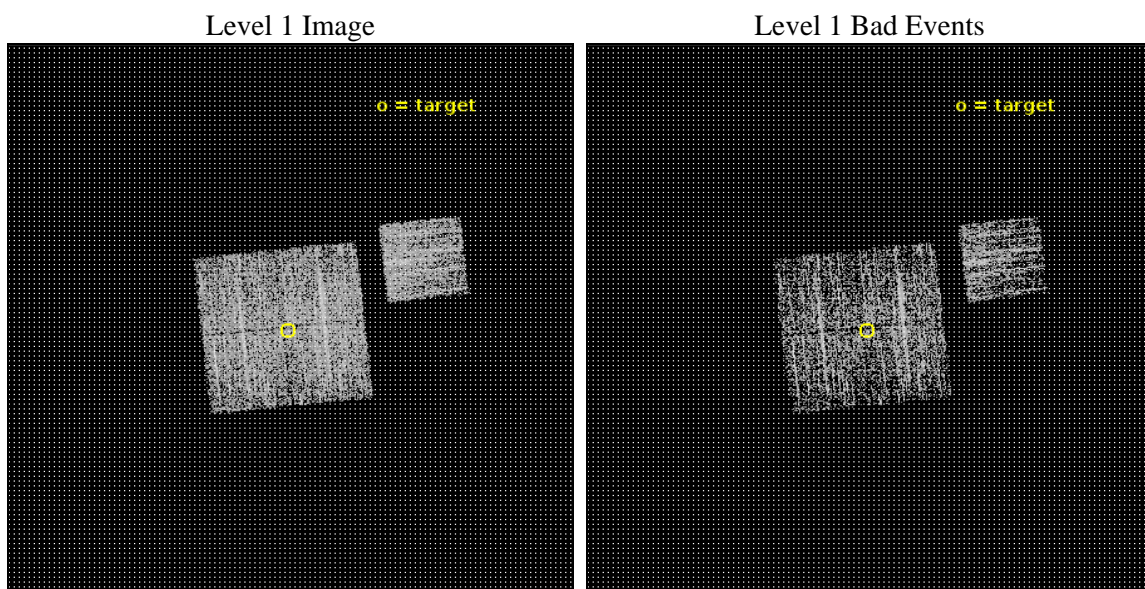 Level 1 Image
Level 1 Bad Events
o = target
o = target